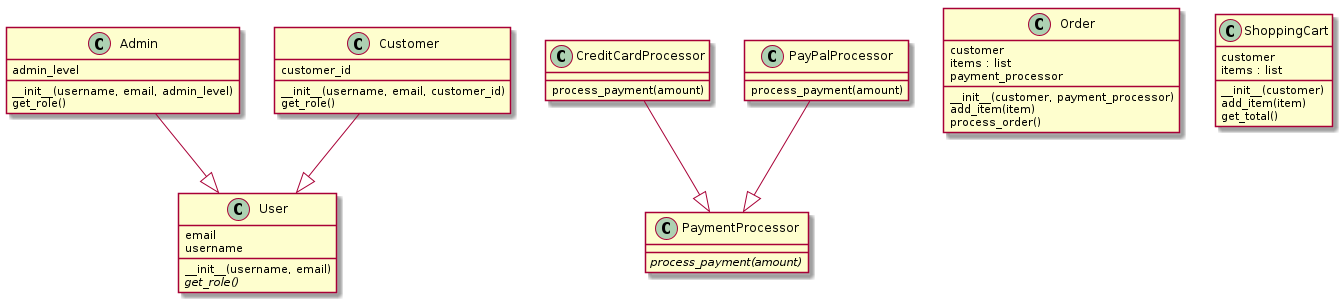 C Admin
admin_level
__init__(username, email, admin_level)
get_role()
C Customer
customer_id
__init__(username, email, customer_id)
get_role()
C User
email
username
__init__(username, email)
get_role()
C CreditCardProcessor
process_payment(amount)
C PayPalProcessor
process_payment(amount)
C PaymentProcessor
process_payment(amount)
C Order
customer
items : list
payment_processor
__init__(customer, payment_processor)
add_item(item)
process_order()
C ShoppingCart
customer
items : list
__init__(customer)
add_item(item)
get_total()